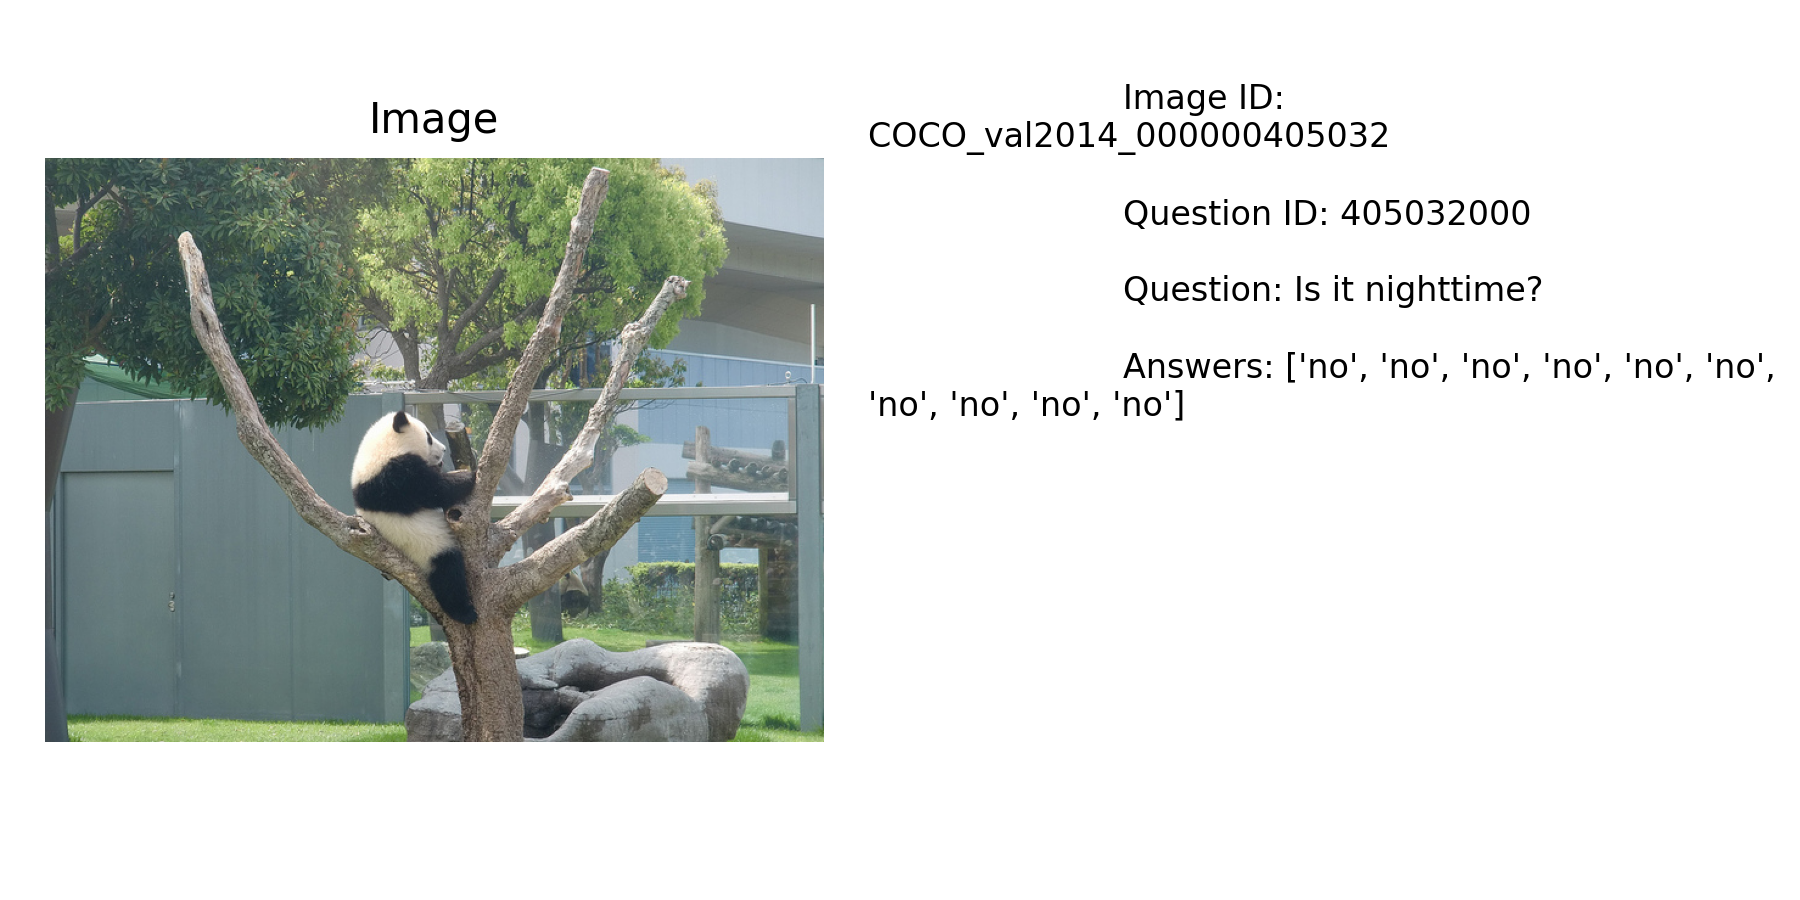 Image
Image ID:
COCO_val2014_000000405032
Question ID: 405032000
Question: Is it nighttime?
Answers: ['no', 'no', 'no', 'no', 'no', 'no',
'no', 'no', 'no', 'no']